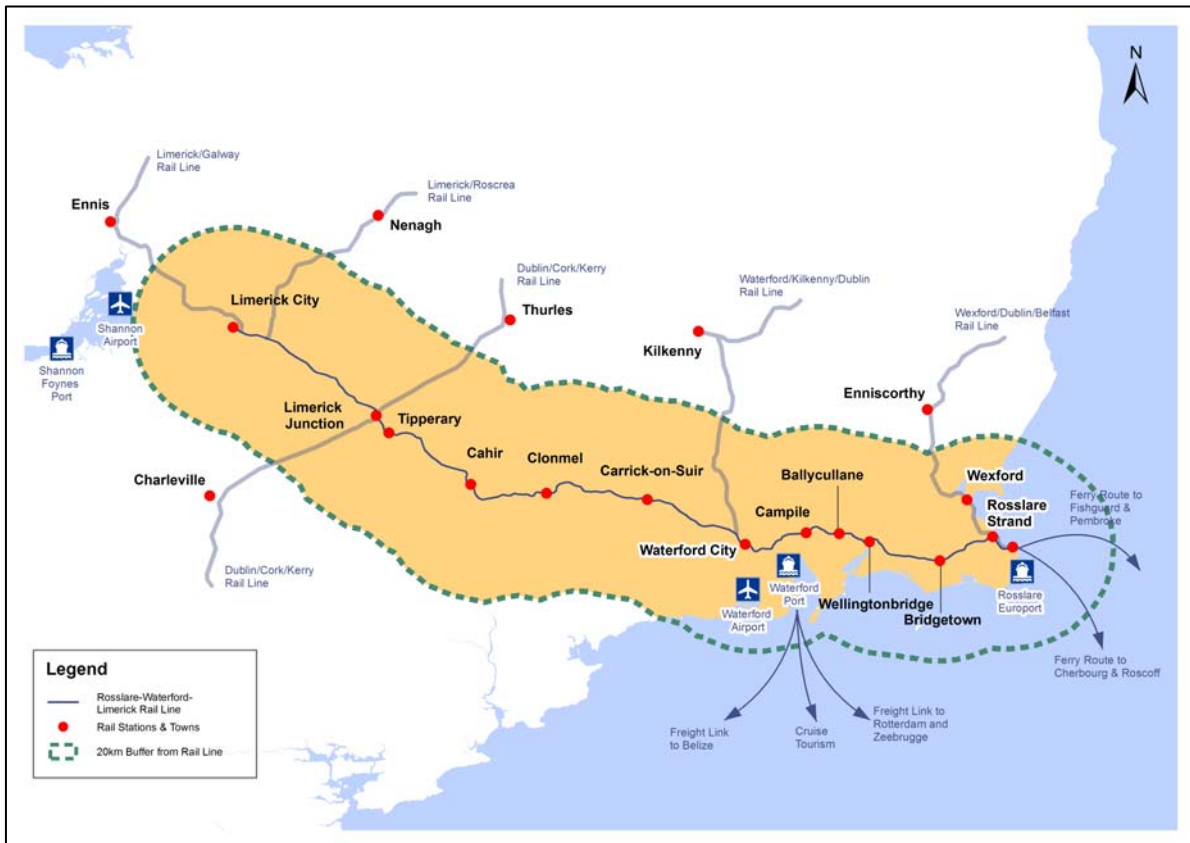 N
Limerick/Galway
Rail Line
Limerick/Roscrea
Rail Line
Ennis
Nenagh
Dublin/Cork/Kerry
Rail Line
Waterford/Kilkenny/Dublin
Rail Line
Limerick City
Thurles
Wexford/Dublin/Belfast
Rail Line
Shannon
Airport
Kilkenny
Shannon
Foynes
Port
Enniscorthy
Limerick
Junction
Tipperary
Cahir
Clonmel
Carrick-on-Suir
Ballycullane
Wexford
Charleville
Campile
Rosslare
Strand
Ferry Route to
Fishguard &
Pembroke
Waterford City
Dublin/Cork/Kerry
Rail Line
Waterford
Airport
Waterford
Port
Wellingtonbridge
Bridgetown
Rosslare
Europort
Ferry Route to
Cherbourg & Roscoff
Freight Link
to Belize
Cruise
Tourism
Freight Link to
Rotterdam and
Zeebrugge
Legend
Rosslare-Waterford-
Limerick Rail Line
Rail Stations & Towns
20km Buffer from Rail Line